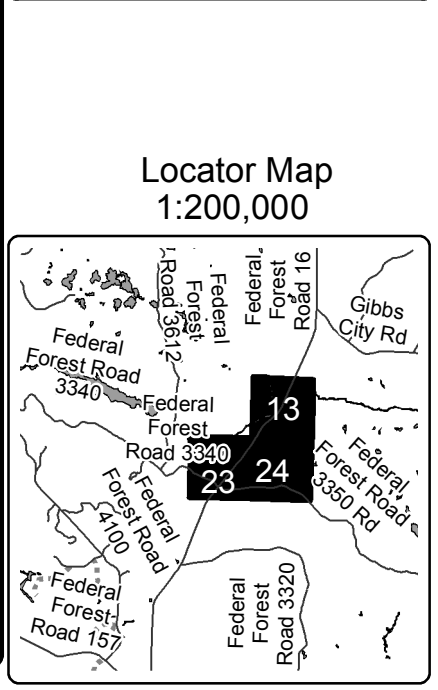 Locator Map
1:200,000
Federal
Forest
Road 3612
Federal
Forest
Road 16
Gibbs
City Rd
Federal
Forest Road
3340
Federal
Forest
Road 3340
13
23
24
Federal
Forest Road
3350 Rd
Federal
Forest Road
4100
Federal
Forest
Road 157
Federal
Forest
Road 3320